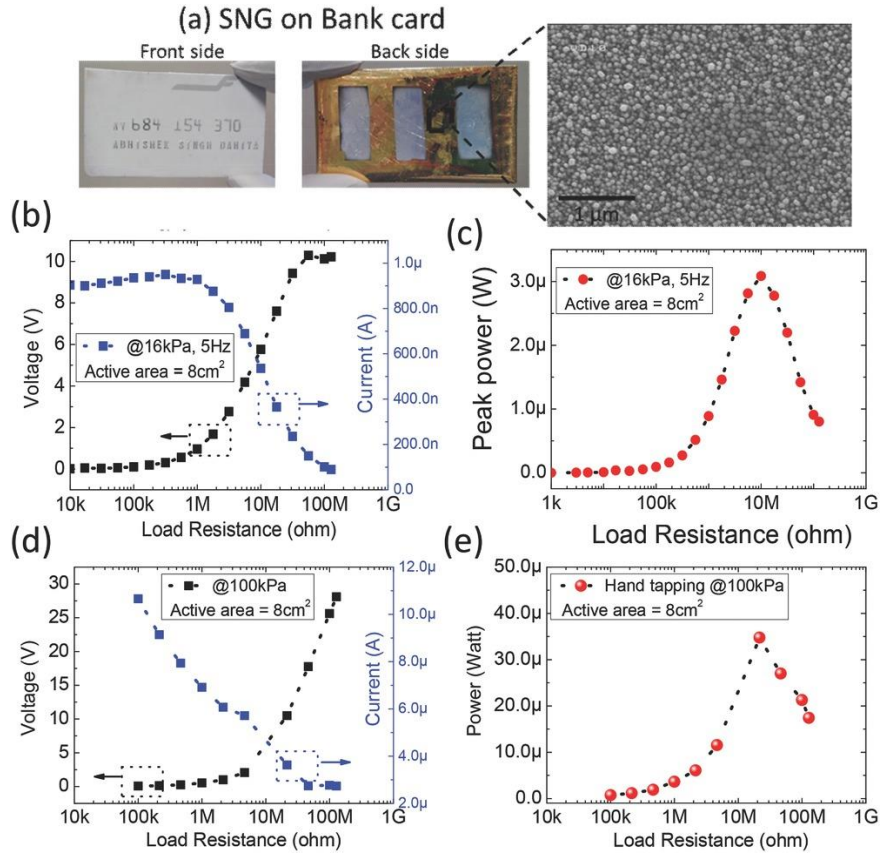 (a) SNG on Bank card
Front side
Back side
684 154 370
1 µm
(b)
10
8
6
4
2
0
Voltage (V)
@16kPa, 5Hz
Active area = 8cm²
1.0µ
800.0n
600.0n
400.0n
200.0n
0.0
Current (A)
10k 100k 1M 10M 100M 1G
Load Resistance (ohm)
(c)
3.0µ
2.0µ
1.0µ
0.0
Peak power (W)
@16kPa, 5Hz
Active area = 8cm²
1k 100k 10M 1G
Load Resistance (ohm)
(d)
30
25
20
15
10
5
0
Voltage (V)
@100kPa
Active area = 8cm²
12.0µ
10.0µ
8.0µ
6.0µ
4.0µ
2.0µ
Current (A)
10k 100k 1M 10M 100M 1G
Load Resistance (ohm)
(e)
50.0µ
40.0µ
30.0µ
20.0µ
10.0µ
0.0
Power (Watt)
Hand tapping @100kPa
Active area = 8cm²
10k 100k 1M 10M 100M 1G
Load Resistance (ohm)